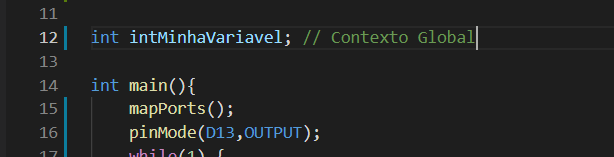 11
12 int intMinhaVariavel; // Contexto Global
13
14 int main(){
15 mapPorts();
16 pinMode(D13,OUTPUT);
17 while(1) {